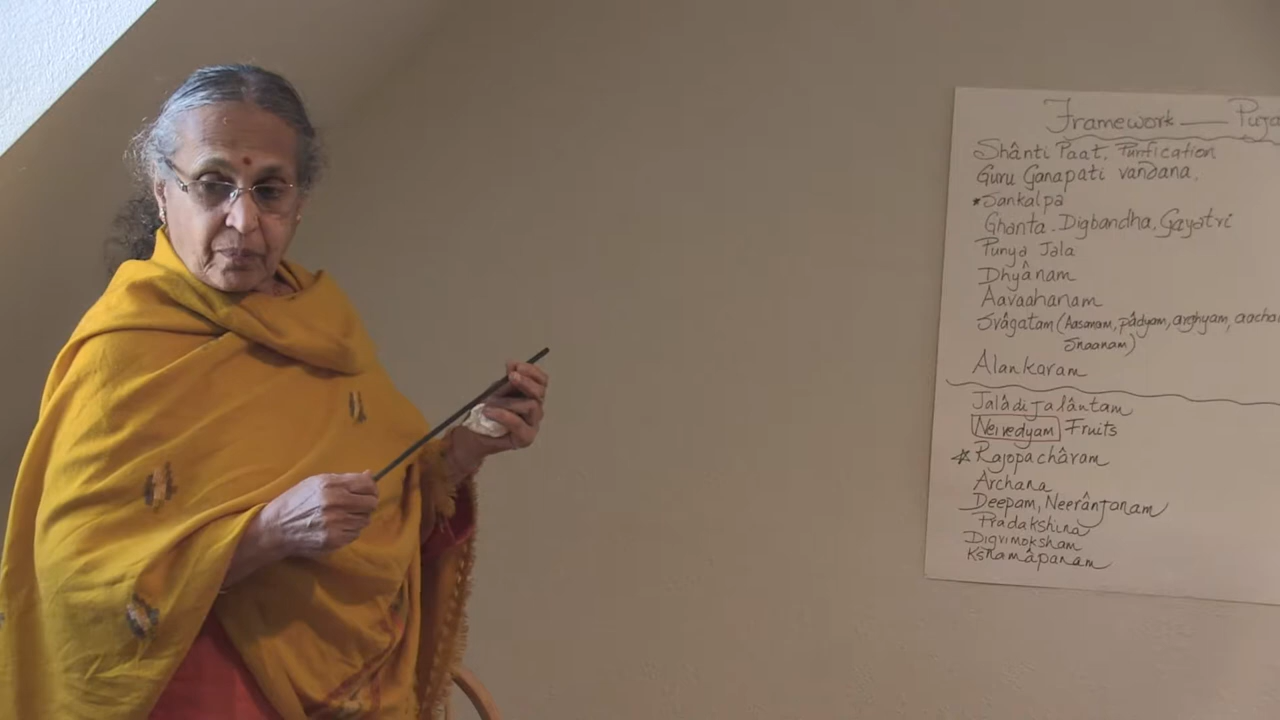 Framework — Puja
Shânti Paat, Purification
Guru Ganapati vandana,
*Sankalpa
Ghanta - Digbandha, Gayatri
Punya Jala
Dhyânam
Aavaahanam
Svâgatam (Aasanam, pâdyam, arghyam, aacha
Snaanam)
Alankaram
Jalâdi jalântam
Neivedyam Fruits
☆ Rajopachâram
Archana
Deepam, Neerânjanam
Pradakshina
Digvimoksham
Kshamâpanam